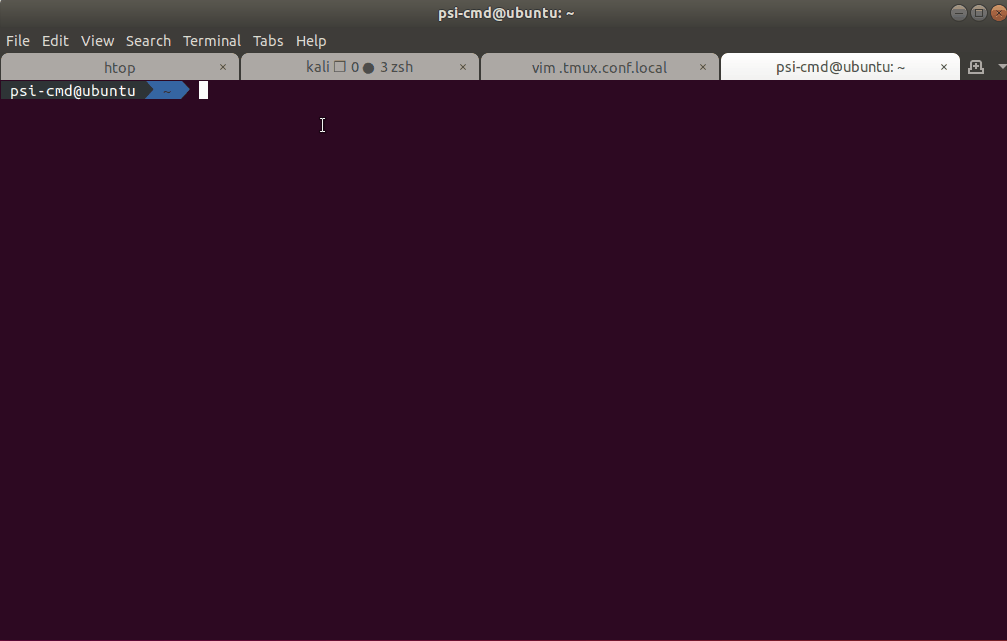 psi-cmd@ubuntu: ~
File Edit View Search Terminal Tabs Help
htop × kali ❒ 0 ● 3 zsh × vim .tmux.conf.local × psi-cmd@ubuntu: ~ ×
psi-cmd@ubuntu ~